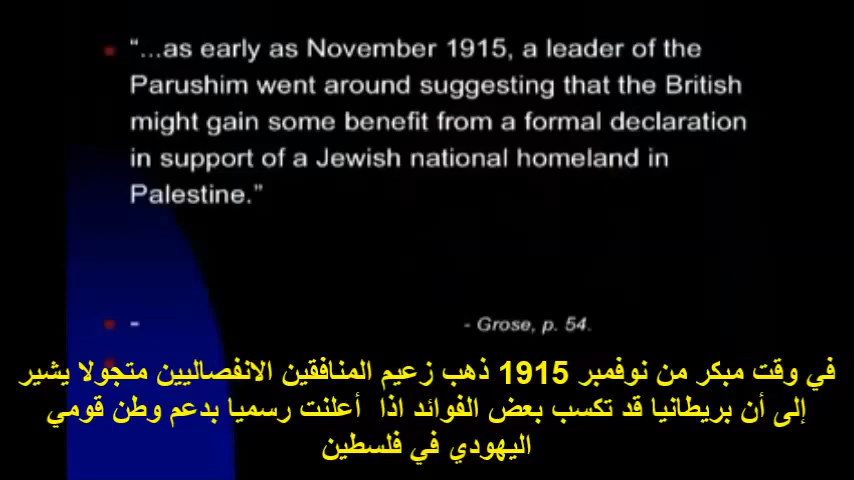 “...as early as November 1915, a leader of the
Parushim went around suggesting that the British
might gain some benefit from a formal declaration
in support of a Jewish national homeland in
Palestine.”
- - Grose, p. 54.
في وقت مبكر من نوفمبر 1915 ذهب زعيم المنافقين الانفصاليين متجولا يشير
إلى أن بريطانيا قد تكسب بعض الفوائد اذا أعلنت رسميا بدعم وطن قومي
اليهودي في فلسطين